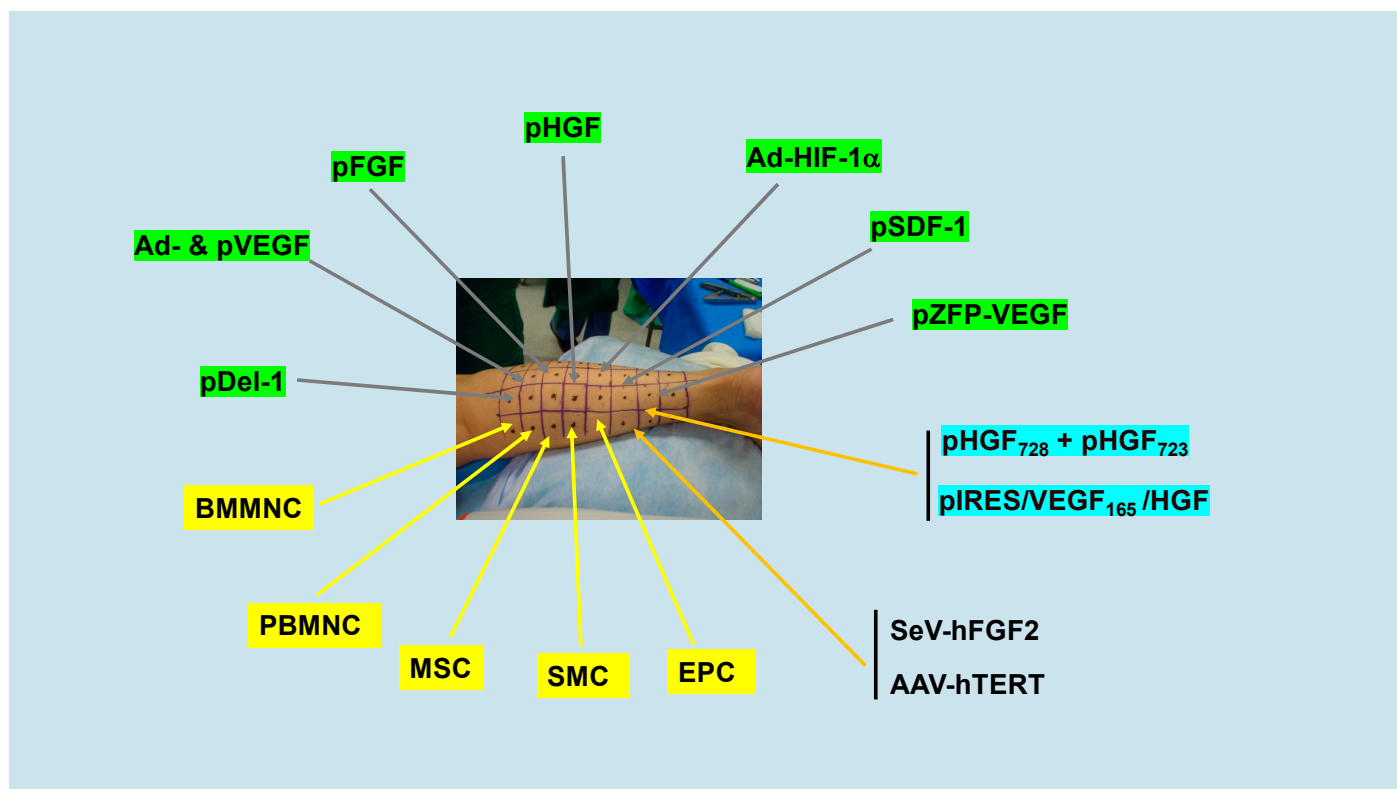 pHGF
Ad-HIF-1α
pFGF
pSDF-1
Ad- & pVEGF
pZFP-VEGF
pDel-1
pHGF₇₂₈ + pHGF₇₂₃
pIRES/VEGF₁₆₅ /HGF
BMMNC
PBMNC
MSC
SMC
EPC
SeV-hFGF2
AAV-hTERT